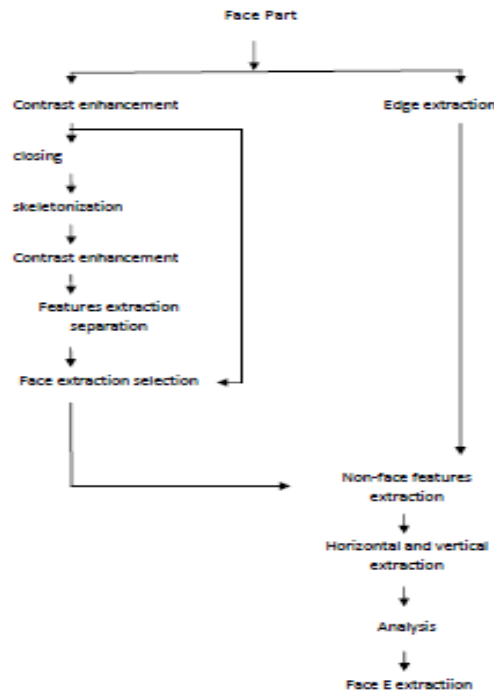 Face Part
Contrast enhancement
Edge extraction
closing
skeletonization
Contrast enhancement
Features extraction
separation
Face extraction selection
Non-face features
extraction
Horizontal and vertical
extraction
Analysis
Face E extractiion